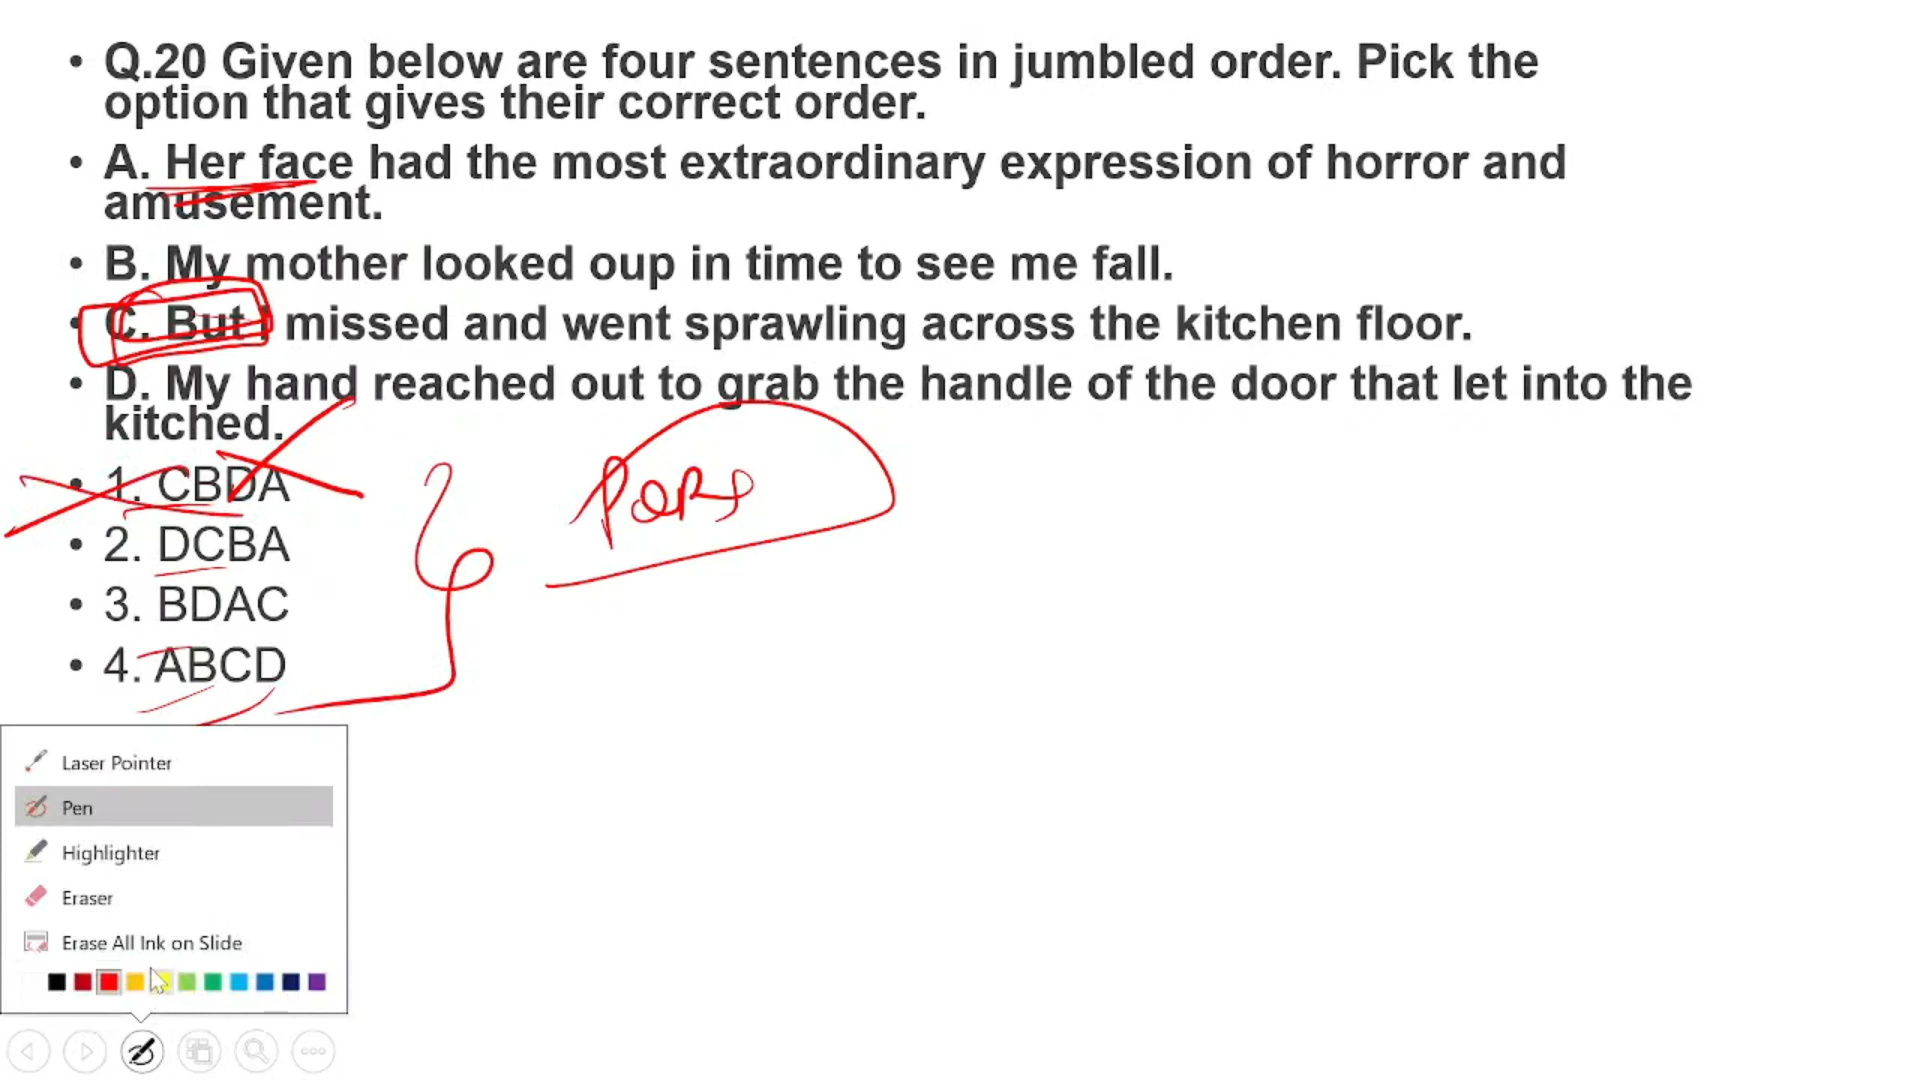 • Q.20 Given below are four sentences in jumbled order. Pick the
option that gives their correct order.
• A. Her face had the most extraordinary expression of horror and
amusement.
• B. My mother looked oup in time to see me fall.
• C. But I missed and went sprawling across the kitchen floor.
• D. My hand reached out to grab the handle of the door that let into the
kitched.
• 1. CBDA
• 2. DCBA
• 3. BDAC
• 4. ABCD
Laser Pointer
Pen
Highlighter
Eraser
Erase All Ink on Slide